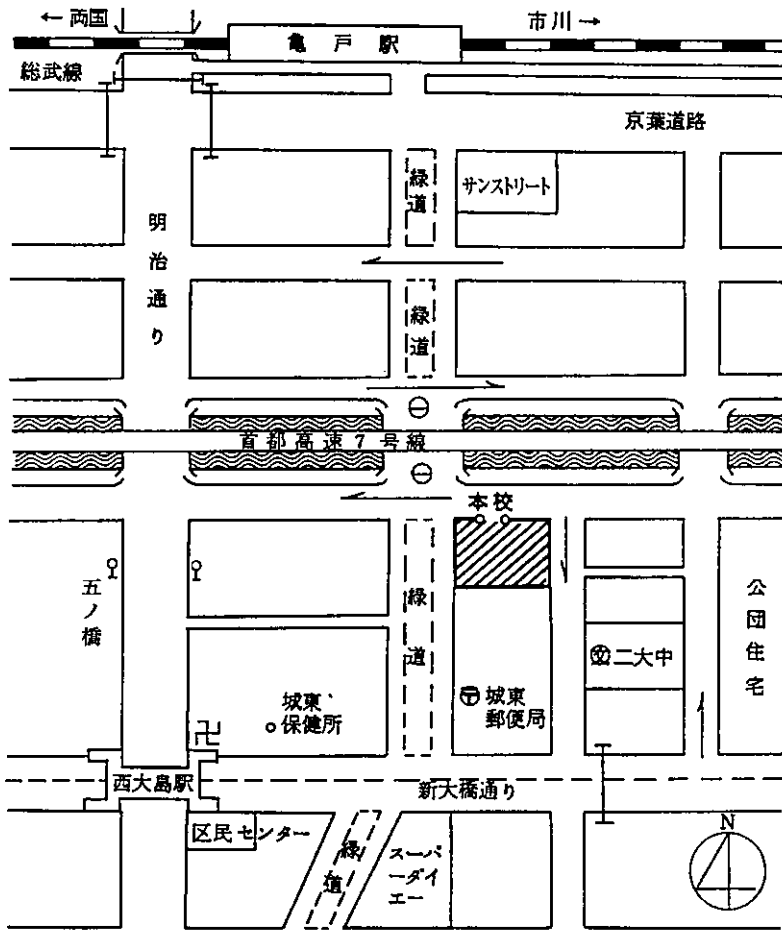 ← 両国
市川 →
亀戸駅
総武線
京葉道路
緑道
サンストリート
明治通り
緑道
首都高速7号線
本校
五ノ橋
緑道
公団住宅
文二大中
城東
保健所
〒城東
郵便局
卍
西大島駅
新大橋通り
区民センター
緑道
スーパ
ーダイ
エー
N